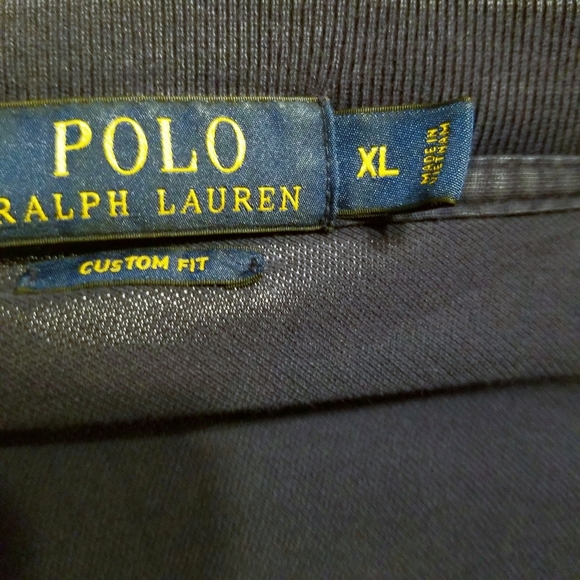 POLO
RALPH LAUREN
XL
MADE IN
VIETNAM
CUSTOM FIT